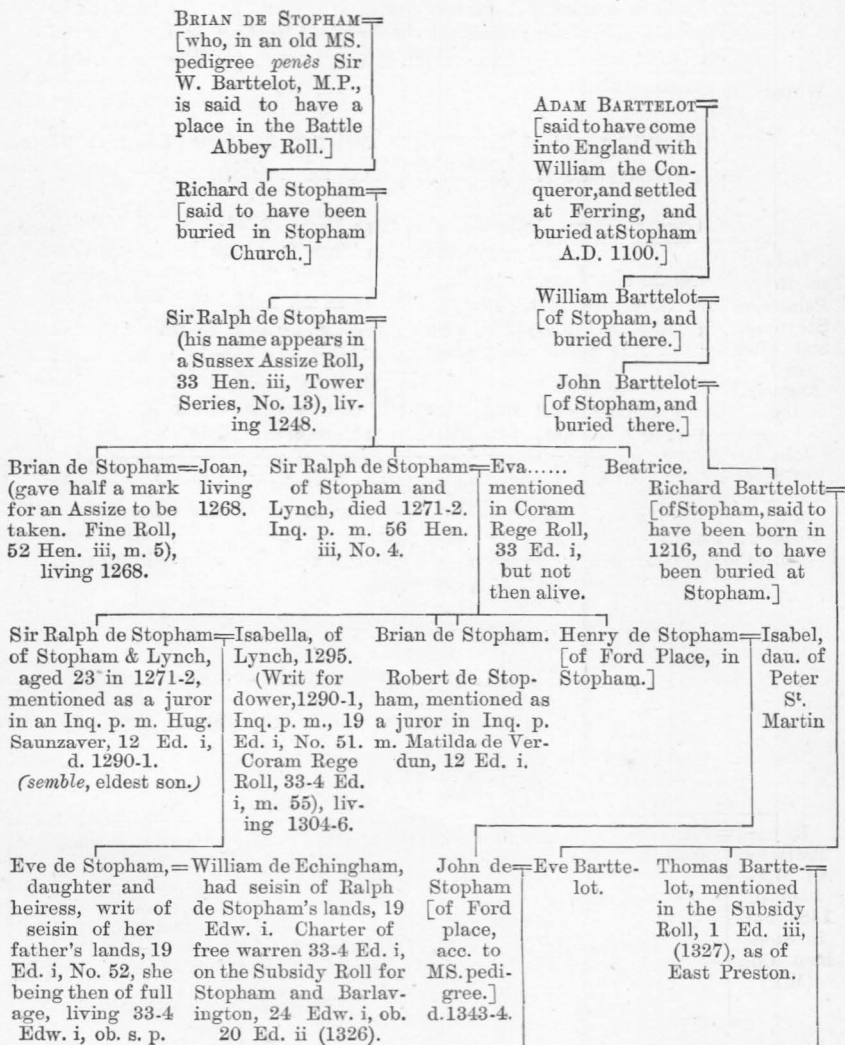 BRIAN DE STOPHAM=
[who, in an old MS.
pedigree penès Sir
W. Barttelot, M.P.,
is said to have a
place in the Battle
Abbey Roll.]
ADAM BARTTELOT=
[said to have come
into England with
William the Con-
queror,and settled
at Ferring, and
buried at Stopham
A.D. 1100.]
Richard de Stopham=
[said to have been
buried in Stopham
Church.]
William Barttelot=
[of Stopham, and
buried there.]
Sir Ralph de Stopham=
(his name appears in
a Sussex Assize Roll,
33 Hen. iii, Tower
Series, No. 13), liv-
ing 1248.
John Barttelot=
[of Stopham, and
buried there.]
Brian de Stopham=
(gave half a mark
for an Assize to be
taken. Fine Roll,
52 Hen. iii, m. 5),
living 1268.
Joan,
living
1268.
Sir Ralph de Stopham=
of Stopham and
Lynch, died 1271-2.
Inq. p. m. 56 Hen.
iii, No. 4.
Eva......
mentioned
in Coram
Rege Roll,
33 Ed. i,
but not
then alive.
Beatrice.
Richard Barttelott=
[of Stopham, said to
have been born in
1216, and to have
been buried at
Stopham.]
Sir Ralph de Stopham=
of Stopham & Lynch,
aged 23 in 1271-2,
mentioned as a juror
in an Inq. p. m. Hug.
Saunzaver, 12 Ed. i,
d. 1290-1.
(semble, eldest son.)
Isabella, of
Lynch, 1295.
(Writ for
dower,1290-1,
Inq. p. m., 19
Ed. i, No. 51.
Coram Rege
Roll, 33-4 Ed.
i, m. 55), liv-
ing 1304-6.
Brian de Stopham.
Robert de Stop-
ham, mentioned as
a juror in Inq. p.
m. Matilda de Ver-
dun, 12 Ed. i.
Henry de Stopham=
[of Ford Place, in
Stopham.]
Isabel,
dau. of
Peter
St.
Martin
Eve de Stopham,=
daughter and
heiress, writ of
seisin of her
father's lands, 19
Ed. i, No. 52, she
being then of full
age, living 33-4
Edw. i, ob. s. p.
William de Echingham,
had seisin of Ralph
de Stopham's lands, 19
Edw. i. Charter of
free warren 33-4 Ed. i,
on the Subsidy Roll for
Stopham and Barlav-
ington, 24 Edw. i, ob.
20 Ed. ii (1326).
John de=
Stopham
[of Ford
place,
acc. to
MS. pedi-
gree.]
d.1343-4.
Eve Bartte-
lot.
Thomas Bartte-=
lot, mentioned
in the Subsidy
Roll, 1 Ed. iii,
(1327), as of
East Preston.